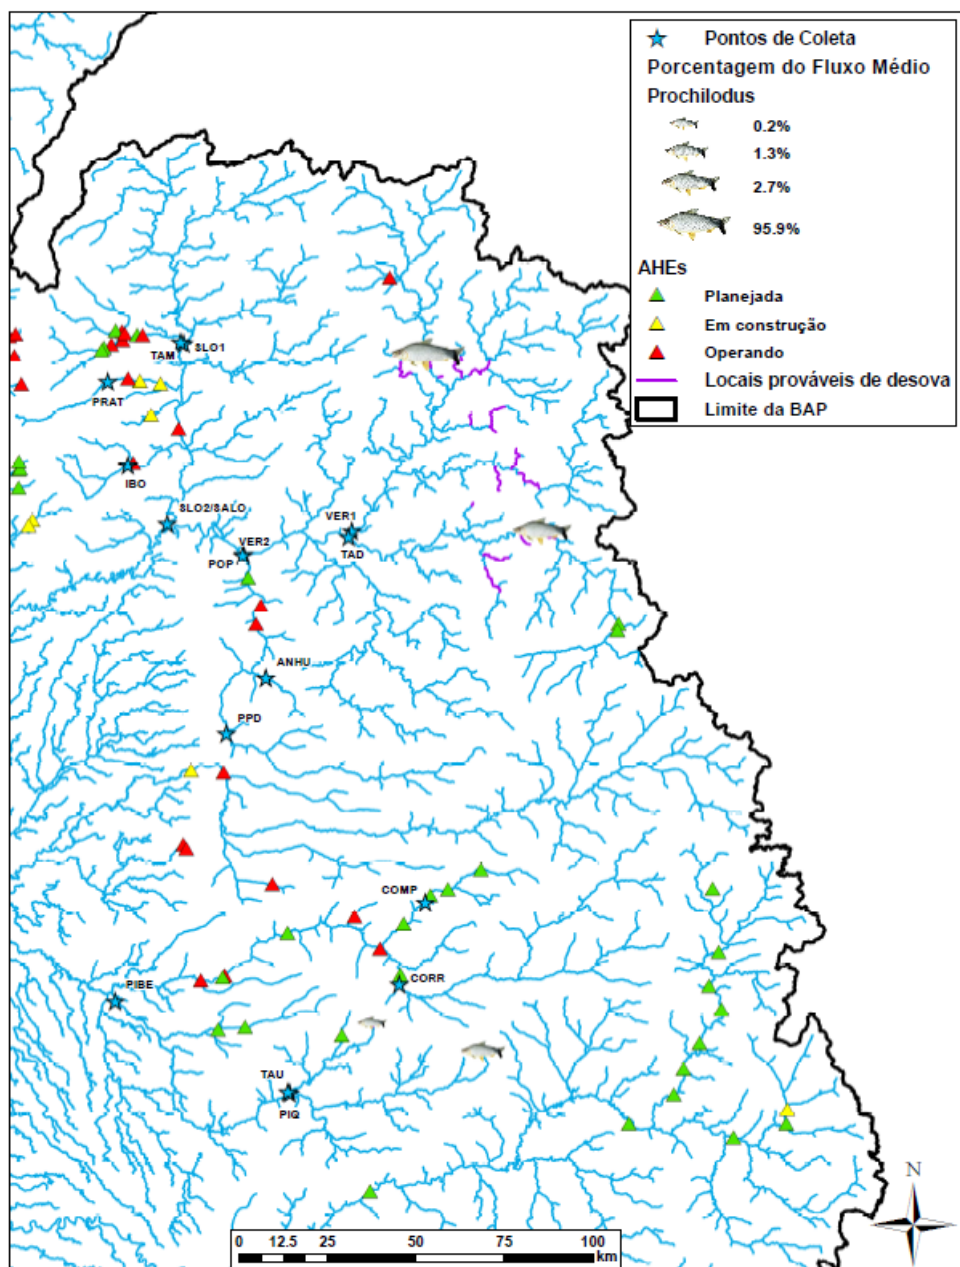 Pontos de Coleta
Porcentagem do Fluxo Médio
Prochilodus
0.2%
1.3%
2.7%
95.9%
AHEs
Planejada
Em construção
Operando
Locais prováveis de desova
Limite da BAP
TAM
SLO1
PRAT
IBO
SLO2/SALO
VER1
TAD
VER2
POP
ANHU
PPD
COMP
CORR
PIBE
TAU
PIQ
N
0 12.5 25 50 75 100
km